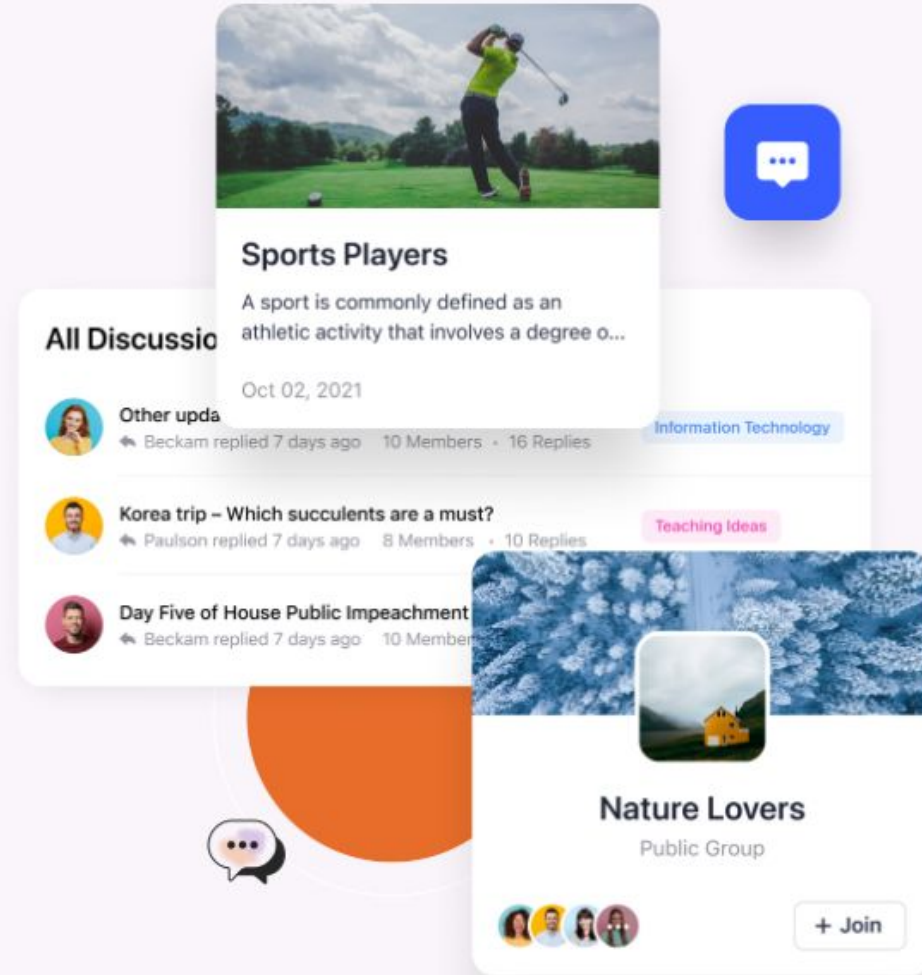 Sports Players
A sport is commonly defined as an
athletic activity that involves a degree o...
Oct 02, 2021
All Discussio
Other upda
Beckam replied 7 days ago 10 Members • 16 Replies
Information Technology
Korea trip – Which succulents are a must?
Paulson replied 7 days ago 8 Members • 10 Replies
Teaching Ideas
Day Five of House Public Impeachment
Beckam replied 7 days ago 10 Member
Nature Lovers
Public Group
+ Join